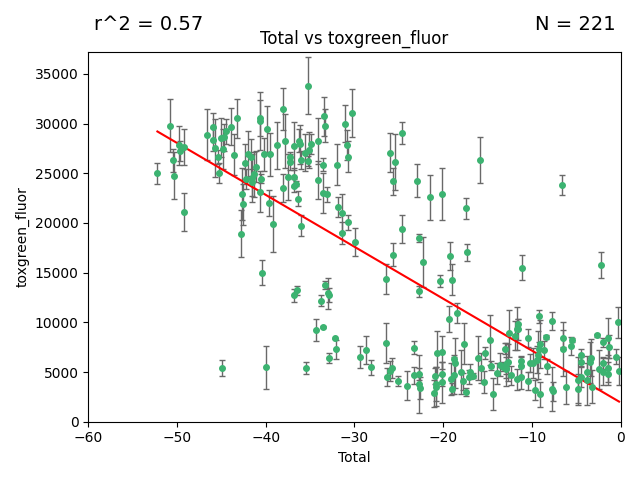 r^2 = 0.57
N = 221
Total vs toxgreen_fluor
35000
30000
25000
20000
15000
10000
5000
0
toxgreen_fluor
−60 −50 −40 −30 −20 −10 0
Total